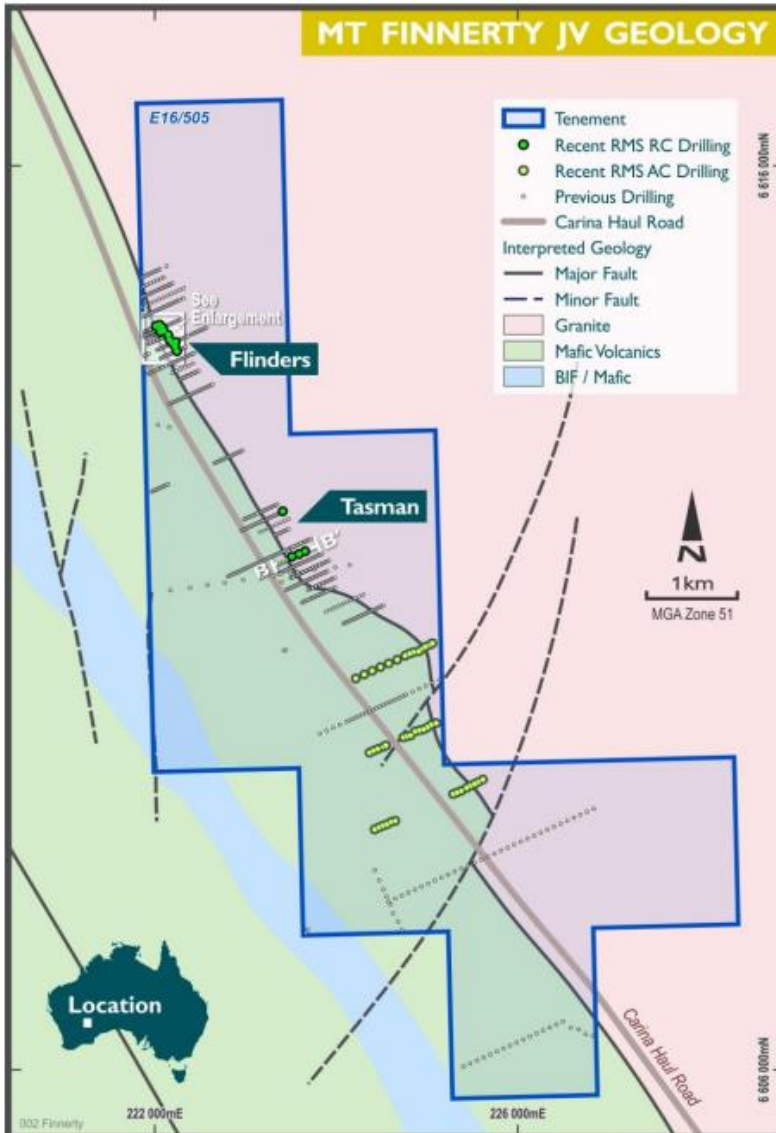 MT FINNERTY JV GEOLOGY
E16/505
Tenement
Recent RMS RC Drilling
Recent RMS AC Drilling
Previous Drilling
Carina Haul Road
Interpreted Geology
Major Fault
Minor Fault
Granite
Mafic Volcanics
BIF / Mafic
6 616 000mN
See
Enlargement
Flinders
Tasman
B
B'
N
1km
MGA Zone 51
Location
Carina Haul Road
6 606 000mN
222 000mE
226 000mE
002 Finnerty